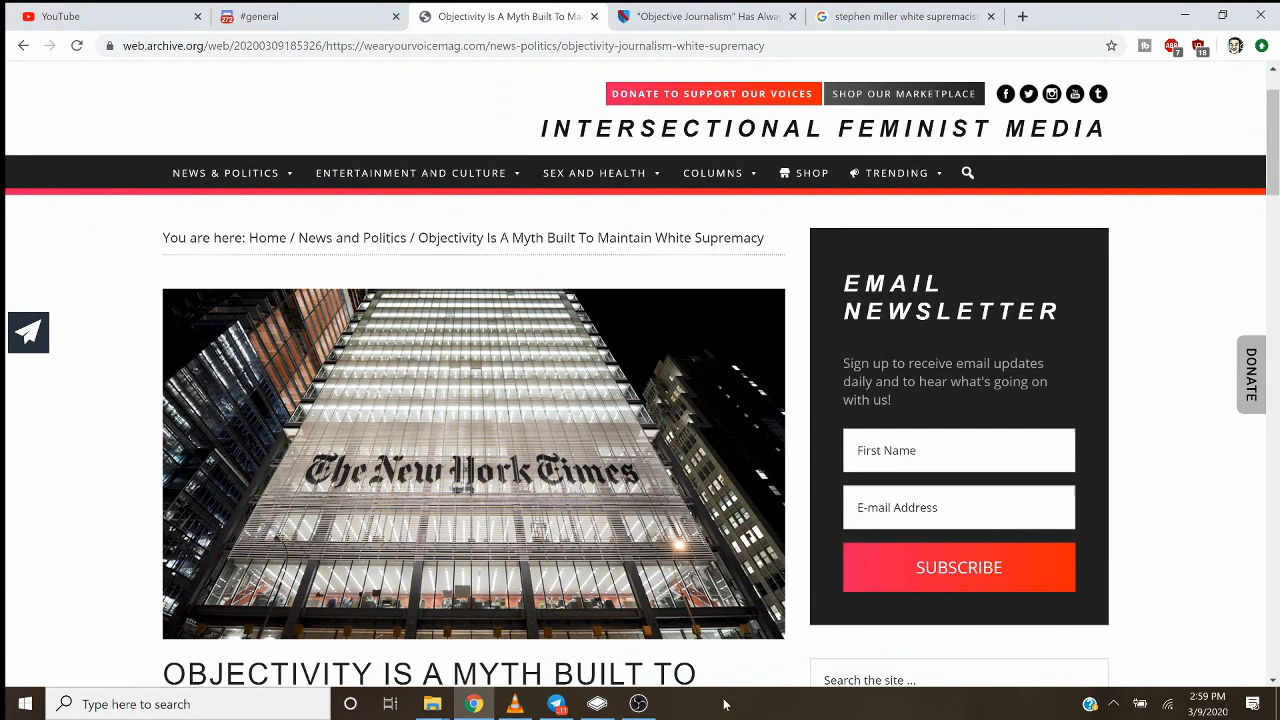 YouTube
272
#general
Objectivity Is A Myth Built To Mai
"Objective Journalism" Has Alway
stephen miller white supremacist
web.archive.org/web/20200309185326/https://wearyourvoicemag.com/news-politics/objectivity-journalism-white-supremacy
7
18
DONATE TO SUPPORT OUR VOICES
SHOP OUR MARKETPLACE
INTERSECTIONAL FEMINIST MEDIA
NEWS & POLITICS
ENTERTAINMENT AND CULTURE
SEX AND HEALTH
COLUMNS
SHOP
TRENDING
You are here: Home / News and Politics / Objectivity Is A Myth Built To Maintain White Supremacy
The New York Times
OBJECTIVITY IS A MYTH BUILT TO
EMAIL
NEWSLETTER
Sign up to receive email updates
daily and to hear what's going on
with us!
First Name
E-mail Address
SUBSCRIBE
Search the site ...
DONATE
Type here to search
2:59 PM
3/9/2020